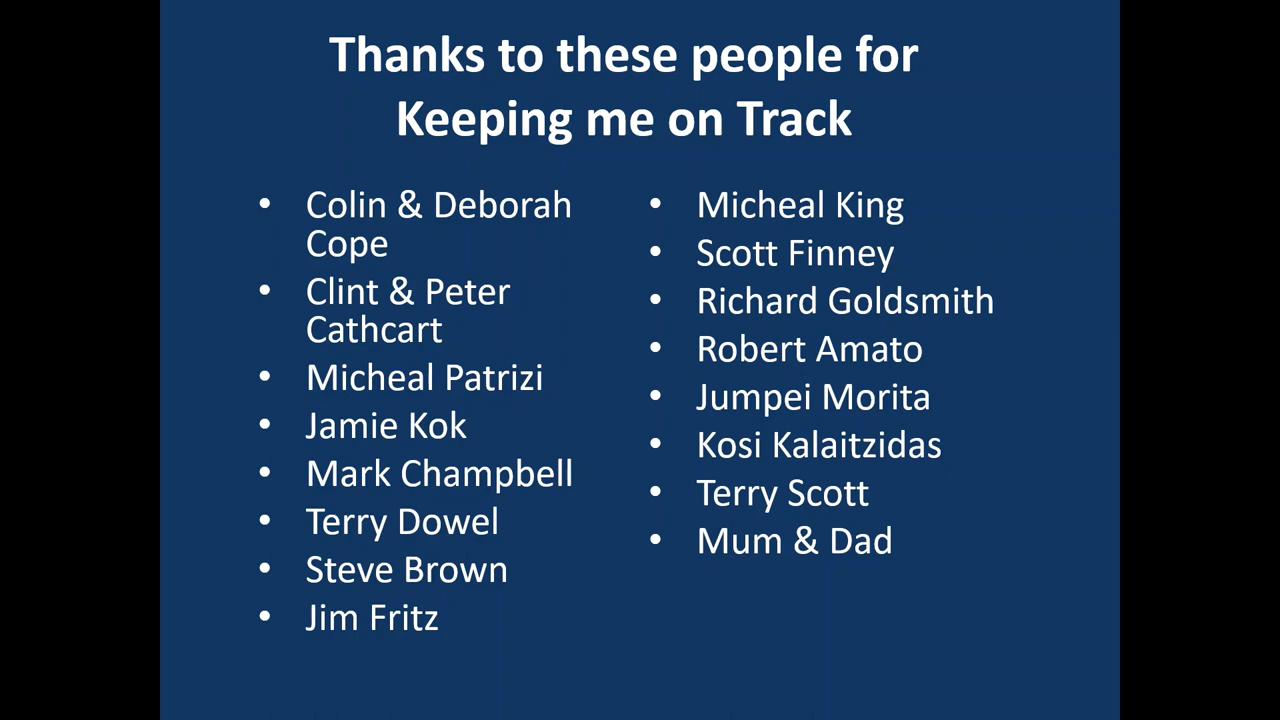 Thanks to these people for
Keeping me on Track
• Colin & Deborah
Cope
• Clint & Peter
Cathcart
• Micheal Patrizi
• Jamie Kok
• Mark Champbell
• Terry Dowel
• Steve Brown
• Jim Fritz
• Micheal King
• Scott Finney
• Richard Goldsmith
• Robert Amato
• Jumpei Morita
• Kosi Kalaitzidas
• Terry Scott
• Mum & Dad